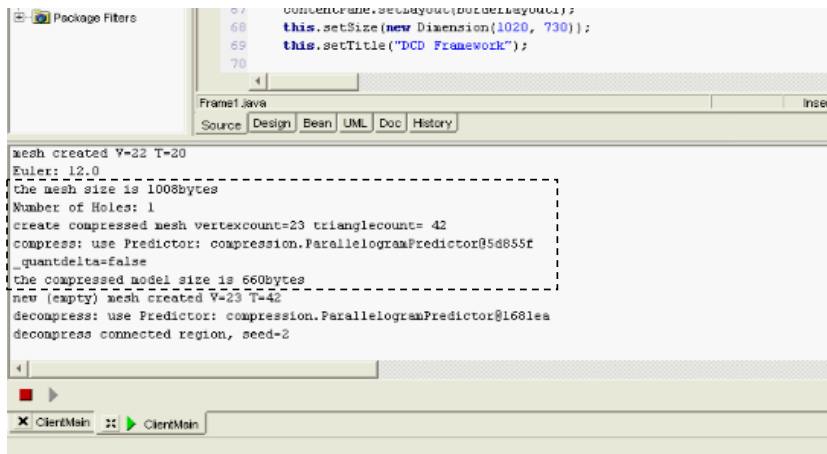 Package Filters
67 contentPane.setLayout(borderLayout1);
68 this.setSize(new Dimension(1020, 730));
69 this.setTitle("DCD Framework");
70
Frame1.java
Inse
Source Design Bean UML Doc History
mesh created V=22 T=20
Euler: 12.0
the mesh size is 1008bytes
Number of Holes: 1
create compressed mesh vertexcount=23 trianglecount= 42
compress: use Predictor: compression.ParallelogramPredictor@5d855f
_quantdelta=false
the compressed model size is 660bytes
new (empty) mesh created V=23 T=42
decompress: use Predictor: compression.ParallelogramPredictor@1681ea
decompress connected region, seed=2
ClientMain ClientMain